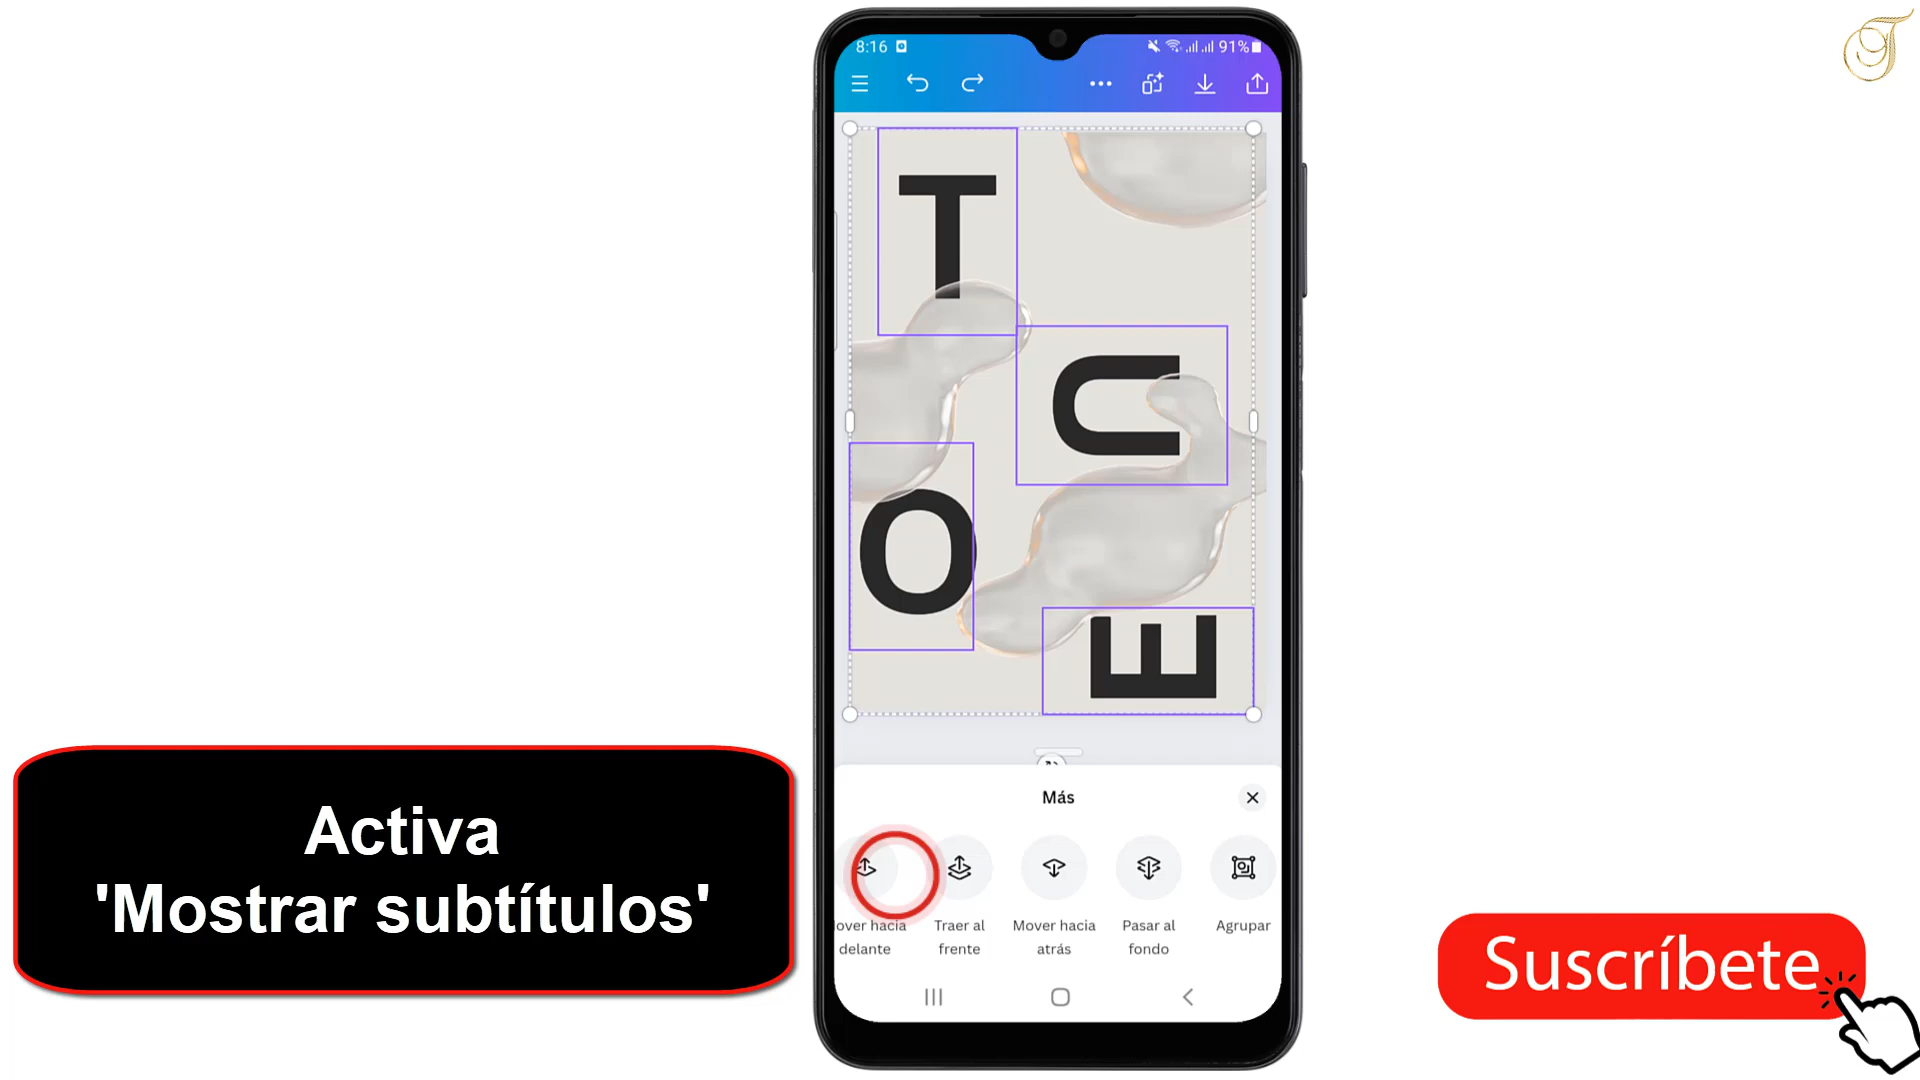 8:16 91%
T
U
O
E
Más
over hacia delante
Traer al frente
Mover hacia atrás
Pasar al fondo
Agrupar
Activa
'Mostrar subtítulos'
Suscríbete